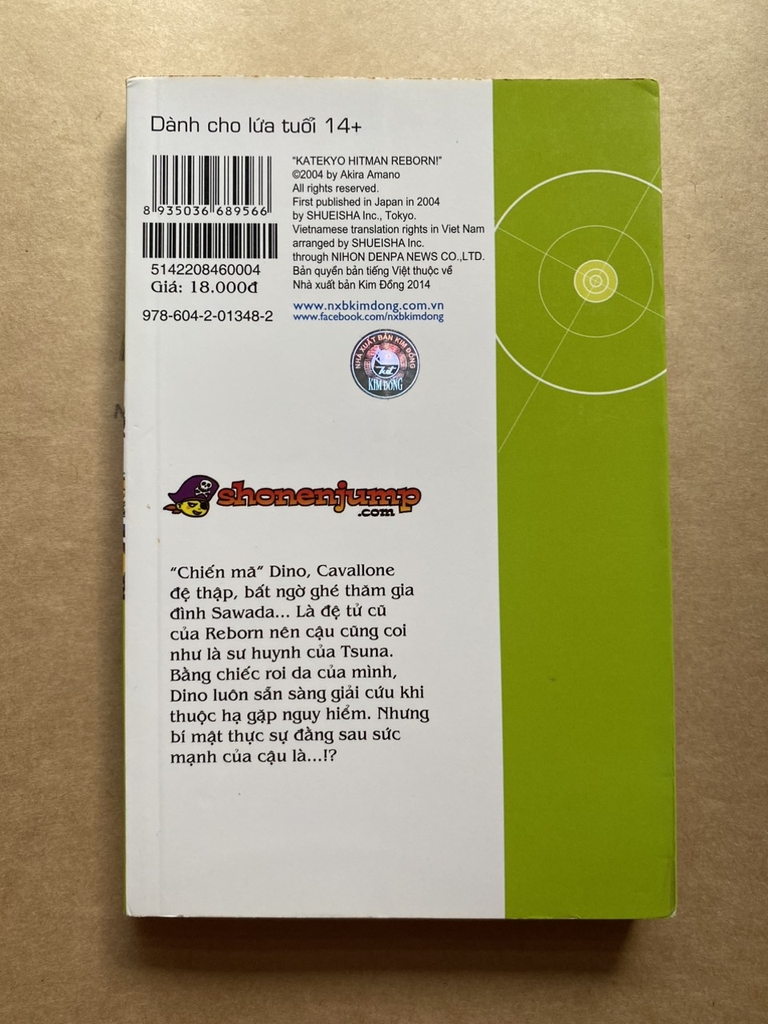 Dành cho lứa tuổi 14+
8 935036 689566
5142208460004
Giá: 18.000đ
978-604-2-01348-2
"KATEKYO HITMAN REBORN!"
©2004 by Akira Amano
All rights reserved.
First published in Japan in 2004
by SHUEISHA Inc., Tokyo.
Vietnamese translation rights in Viet Nam
arranged by SHUEISHA Inc.
through NIHON DENPA NEWS CO.,LTD.
Bản quyền bản tiếng Việt thuộc về
Nhà xuất bản Kim Đồng 2014
www.nxbkimdong.com.vn
www.facebook.com/nxbkimdong
NHÀ XUẤT BẢN KIM ĐỒNG
KIM ĐỒNG
shonenjump
.com
"Chiến mã" Dino, Cavallone
đệ thập, bất ngờ ghé thăm gia
đình Sawada... Là đệ tử cũ
của Reborn nên cậu cũng coi
như là sư huynh của Tsuna.
Bằng chiếc roi da của mình,
Dino luôn sẵn sàng giải cứu khi
thuộc hạ gặp nguy hiểm. Nhưng
bí mật thực sự đằng sau sức
mạnh của cậu là...!?